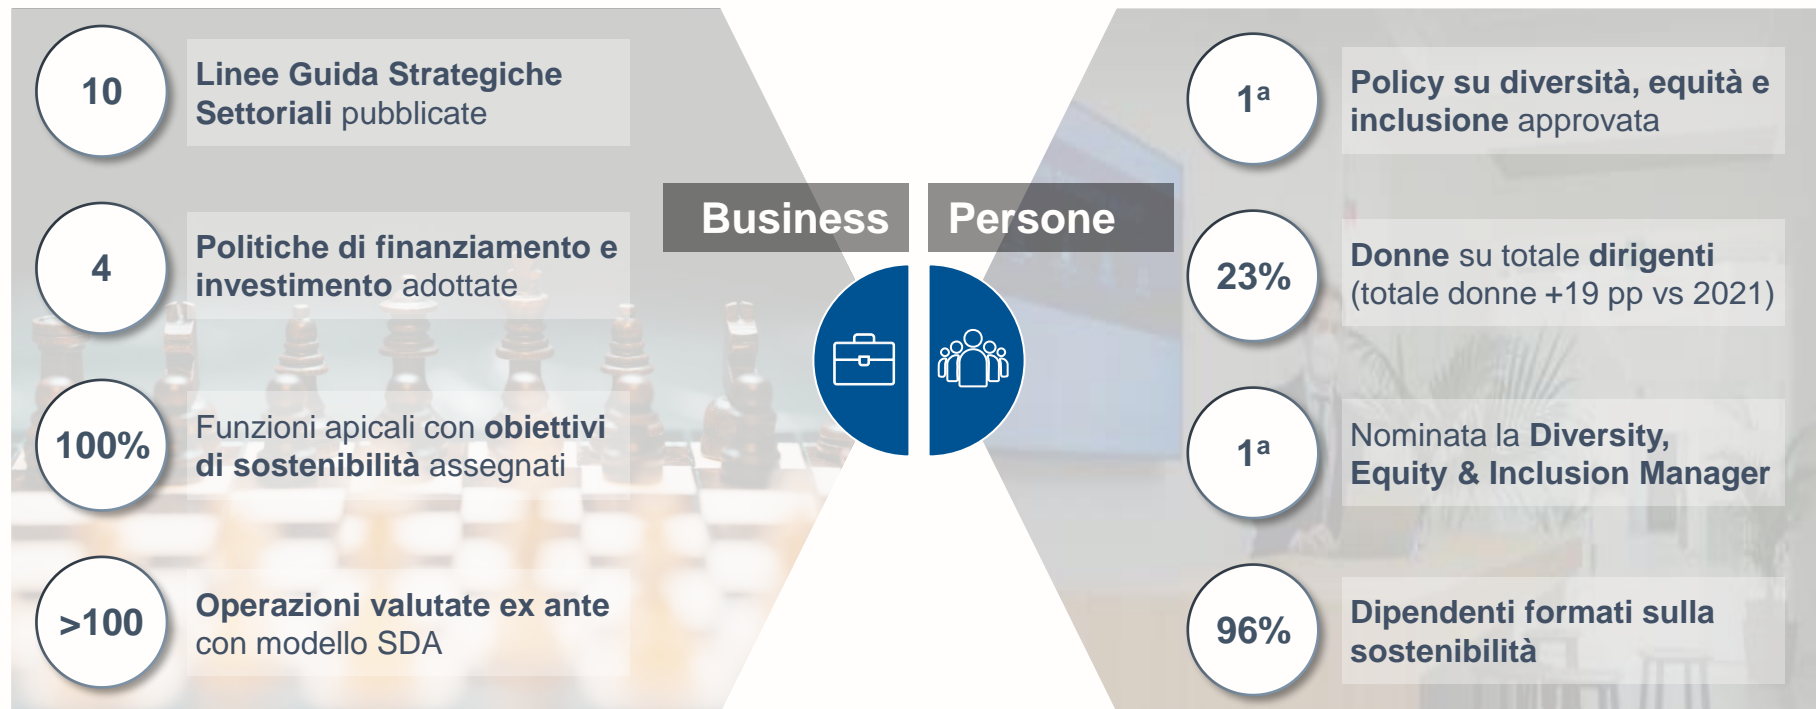 10
Linee Guida Strategiche
Settoriali pubblicate
4
Politiche di finanziamento e
investimento adottate
100%
Funzioni apicali con obiettivi
di sostenibilità assegnati
>100
Operazioni valutate ex ante
con modello SDA
Business
Persone
1ª
Policy su diversità, equità e
inclusione approvata
23%
Donne su totale dirigenti
(totale donne +19 pp vs 2021)
1ª
Nominata la Diversity,
Equity & Inclusion Manager
96%
Dipendenti formati sulla
sostenibilità